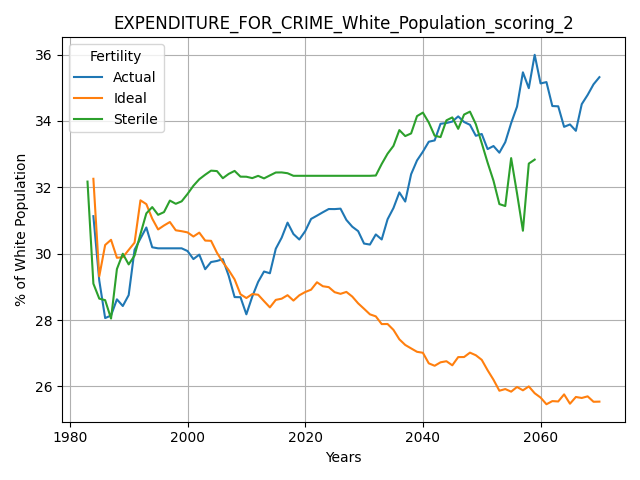 EXPENDITURE_FOR_CRIME_White_Population_scoring_2
Fertility
Actual
Ideal
Sterile
% of White Population
36
34
32
30
28
26
1980
2000
2020
2040
2060
Years